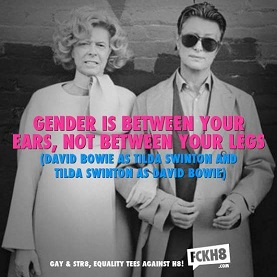 GENDER IS BETWEEN YOUR
EARS, NOT BETWEEN YOUR LEGS
(DAVID BOWIE AS TILDA SWINTON AND
TILDA SWINTON AS DAVID BOWIE)
GAY & STR8, EQUALITY TEES AGAINST H8!
FCKH8
.COM